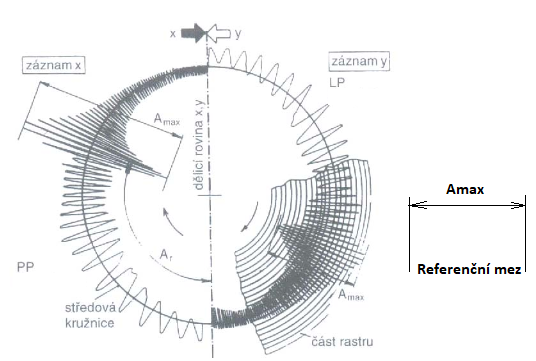 x y
záznam x
záznam y
LP
Amax
dělicí rovina x,y
Amax
Referenční mez
Ar
PP
Amax
středová
kružnice
část rastru